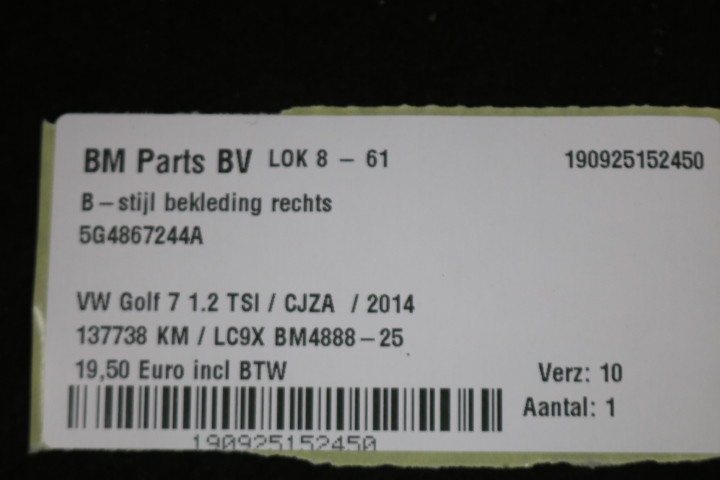 BM Parts BV LOK 8 – 61 190925152450
B–stijl bekleding rechts
5G4867244A
VW Golf 7 1.2 TSI / CJZA / 2014
137738 KM / LC9X BM4888–25
19,50 Euro incl BTW Verz: 10
Aantal: 1
190925152450